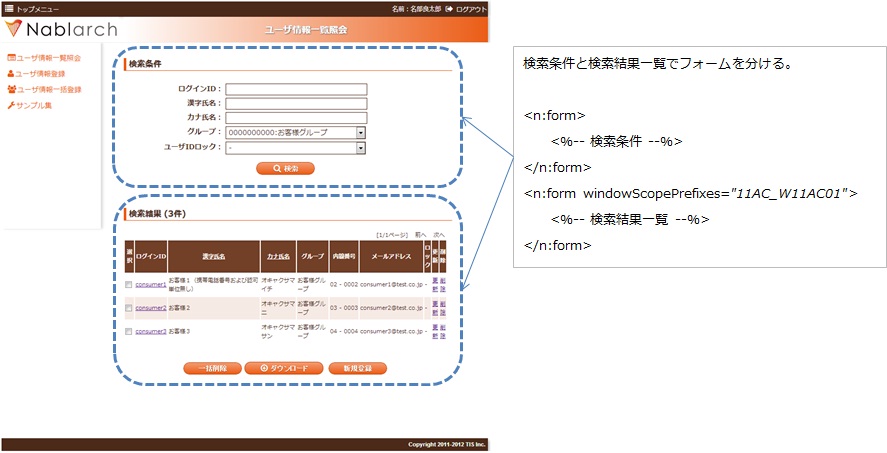 トップメニュー 名前：名部良太郎 ログアウト
Nablarch ユーザ情報一覧照会
ユーザ情報一覧照会
ユーザ情報登録
ユーザ情報一括登録
サンプル集
検索条件
ログインID：
漢字氏名：
カナ氏名：
グループ： 0000000000:お客様グループ
ユーザIDロック： -
検索
検索結果 (3件)
[1/1ページ] 前へ 次へ
選択 ログインID 漢字氏名 カナ氏名 グループ 内線番号 メールアドレス ロック 更新 削除
consumer1 お客様１（携帯電話番号および認可単位無し） オキャクサマイチ お客様グループ 02 - 0002 consumer1@test.co.jp - 更新 削除
consumer2 お客様２ オキャクサマニ お客様グループ 03 - 0003 consumer2@test.co.jp - 更新 削除
consumer3 お客様３ オキャクサマサン お客様グループ 04 - 0004 consumer3@test.co.jp - 更新 削除
一括削除 ダウンロード 新規登録
Copyright 2011-2012 TIS Inc.
検索条件と検索結果一覧でフォームを分ける。
<n:form>
<%-- 検索条件 --%>
</n:form>
<n:form windowScopePrefixes="11AC_W11AC01">
<%-- 検索結果一覧 --%>
</n:form>